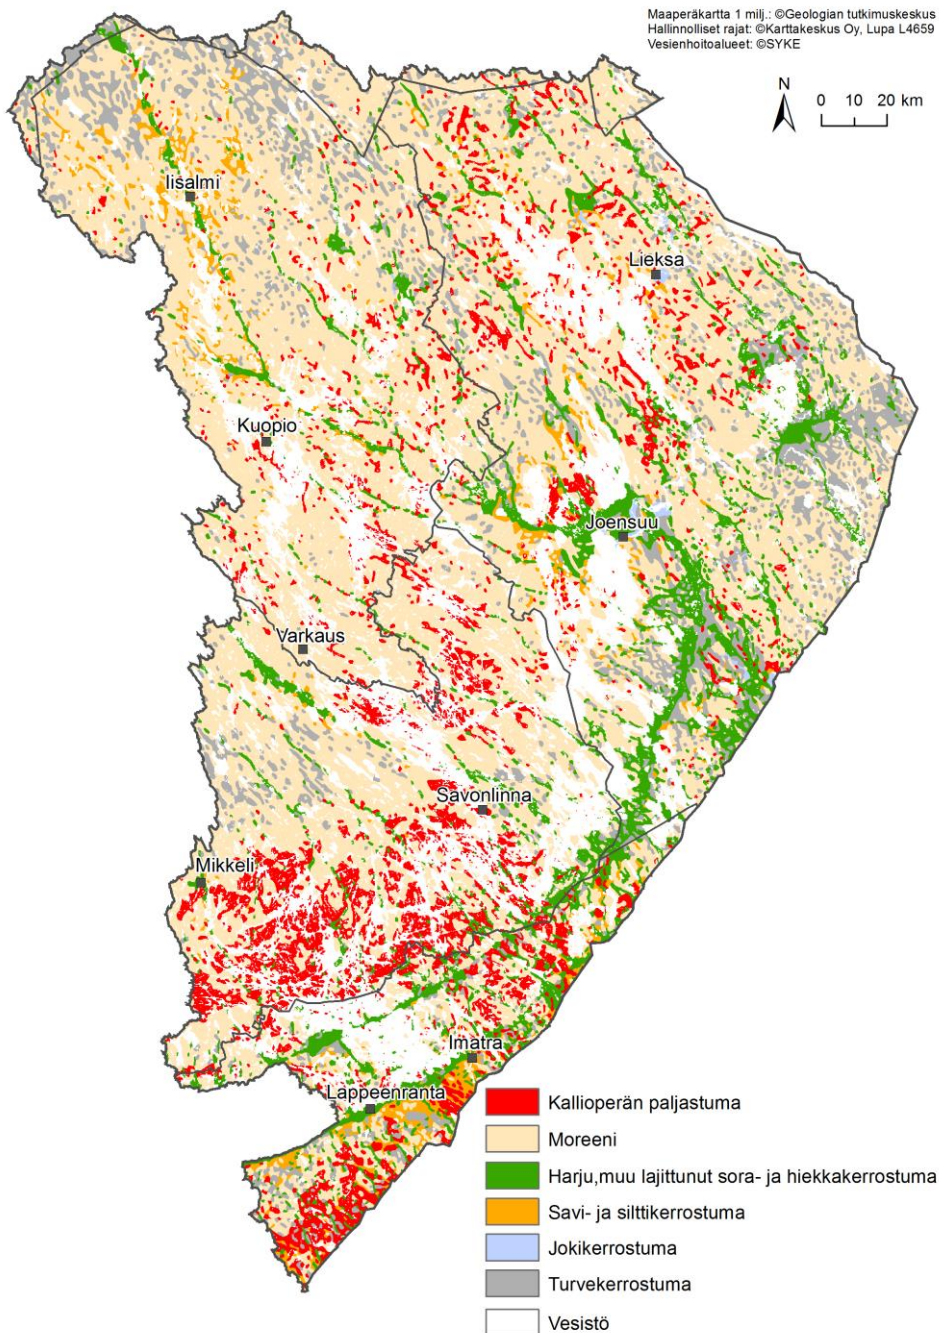 Maaperäkartta 1 milj.: ©Geologian tutkimuskeskus
Hallinnolliset rajat: ©Karttakeskus Oy, Lupa L4659
Vesienhoitoalueet: ©SYKE
N
0 10 20 km
Iisalmi
Lieksa
Kuopio
Joensuu
Varkaus
Savonlinna
Mikkeli
Imatra
Lappeenranta
Kallioperän paljastuma
Moreeni
Harju,muu lajittunut sora- ja hiekkakerrostuma
Savi- ja silttikerrostuma
Jokikerrostuma
Turvekerrostuma
Vesistö